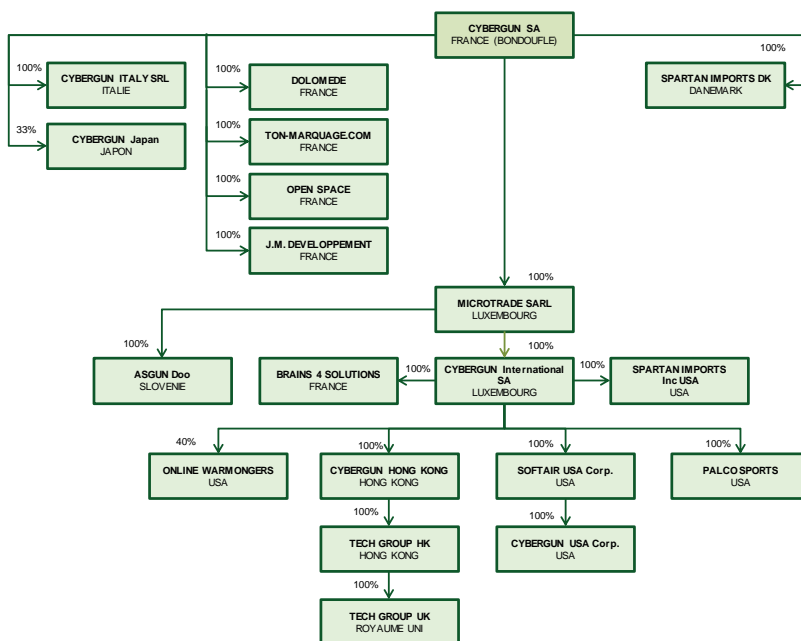 CYBERGUN SA
FRANCE (BONDOUFLE)
100%
100%
100%
CYBERGUN ITALY SRL
ITALIE
DOLOMEDE
FRANCE
SPARTAN IMPORTS DK
DANEMARK
33%
100%
CYBERGUN Japan
JAPON
TON-MARQUAGE.COM
FRANCE
100%
OPEN SPACE
FRANCE
100%
J.M. DEVELOPPEMENT
FRANCE
100%
MICROTRADE SARL
LUXEMBOURG
100%
100%
ASGUN Doo
SLOVENIE
BRAINS 4 SOLUTIONS
FRANCE
100%
CYBERGUN International
SA
LUXEMBOURG
100%
SPARTAN IMPORTS
Inc USA
USA
40%
100%
100%
100%
ONLINE WARMONGERS
USA
CYBERGUN HONG KONG
HONG KONG
SOFTAIR USA Corp.
USA
PALCO SPORTS
USA
100%
100%
TECH GROUP HK
HONG KONG
CYBERGUN USA Corp.
USA
100%
TECH GROUP UK
ROYAUME UNI